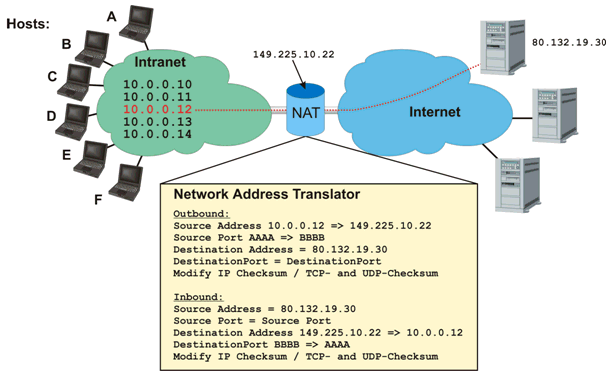 Hosts:
A
B
C
D
E
F
Intranet
10.0.0.10
10.0.0.11
10.0.0.12
10.0.0.13
10.0.0.14
149.225.10.22
NAT
Internet
80.132.19.30
Network Address Translator
Outbound:
Source Address 10.0.0.12 => 149.225.10.22
Source Port AAAA => BBBB
Destination Address = 80.132.19.30
DestinationPort = DestinationPort
Modify IP Checksum / TCP- and UDP-Checksum
Inbound:
Source Address = 80.132.19.30
Source Port = Source Port
Destination Address 149.225.10.22 => 10.0.0.12
DestinationPort BBBB => AAAA
Modify IP Checksum / TCP- and UDP-Checksum